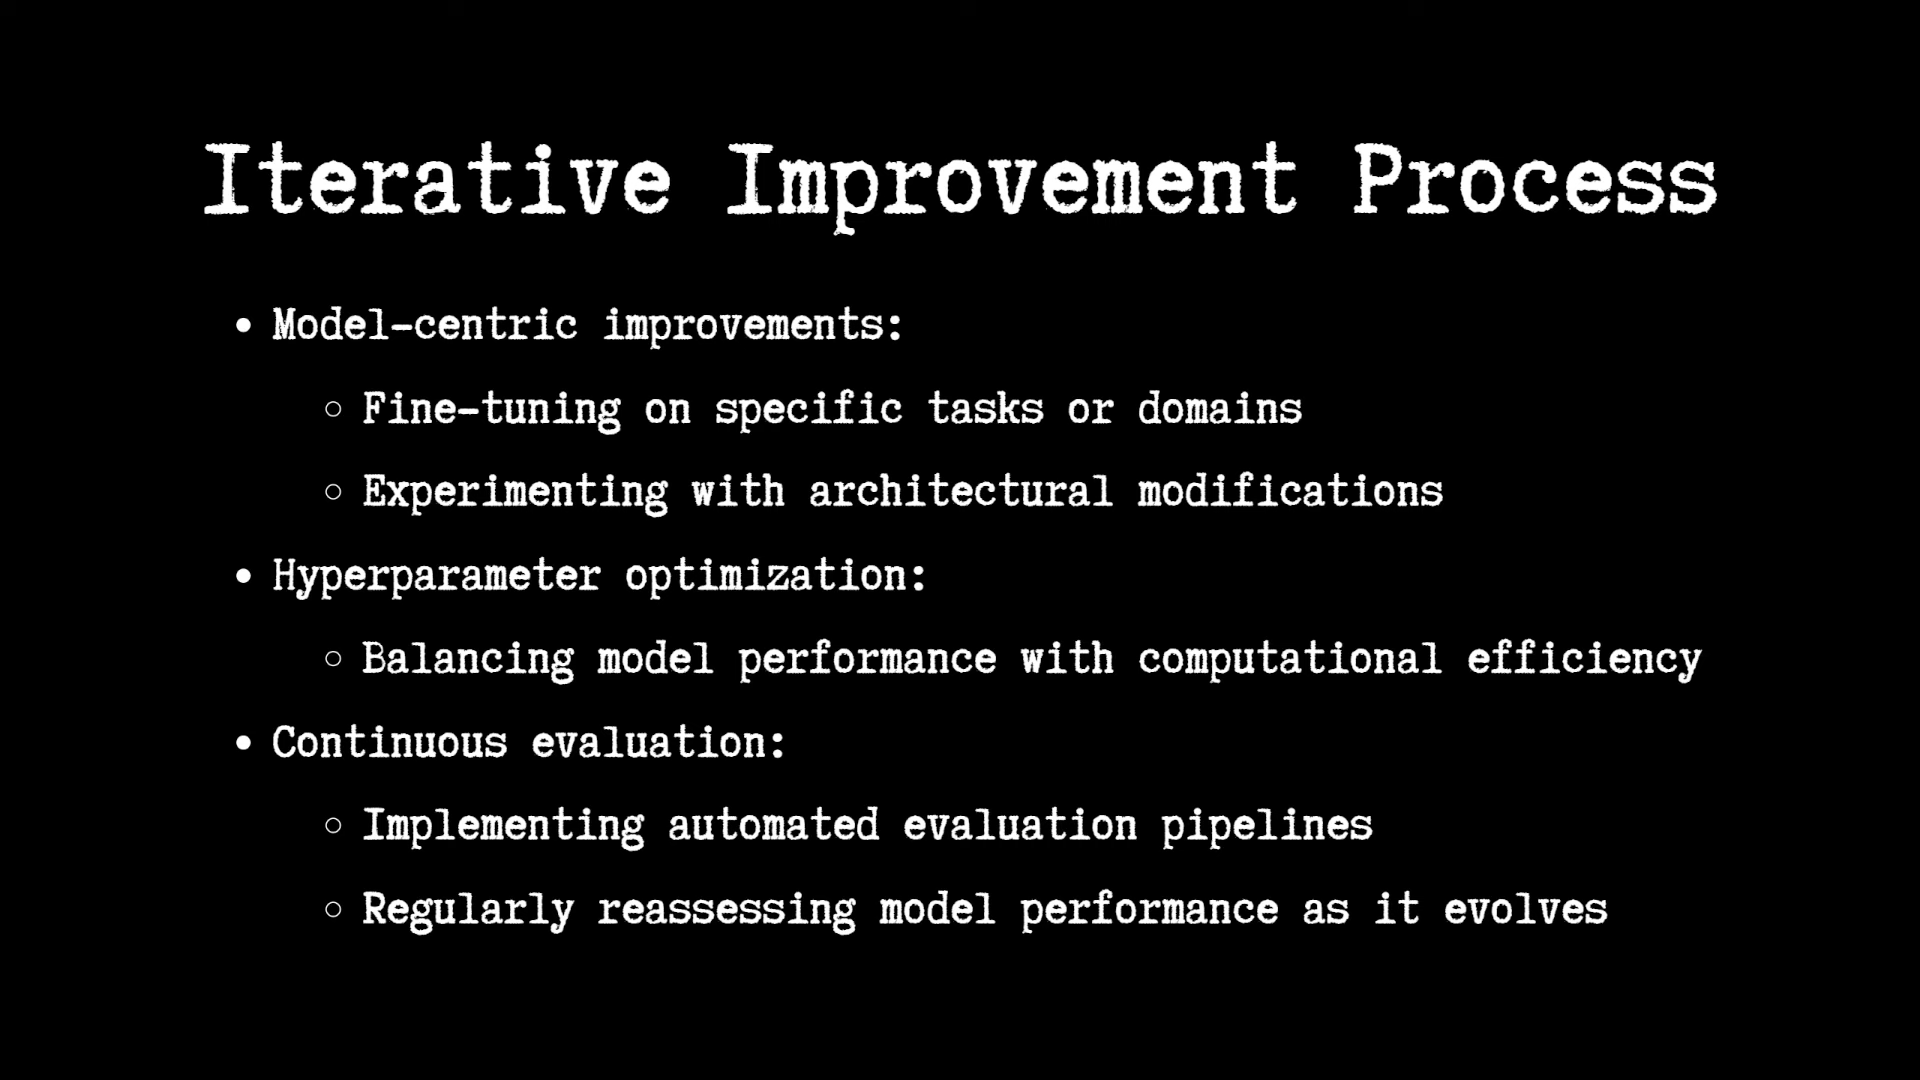 Iterative Improvement Process
• Model-centric improvements:
○ Fine-tuning on specific tasks or domains
○ Experimenting with architectural modifications
• Hyperparameter optimization:
○ Balancing model performance with computational efficiency
• Continuous evaluation:
○ Implementing automated evaluation pipelines
○ Regularly reassessing model performance as it evolves